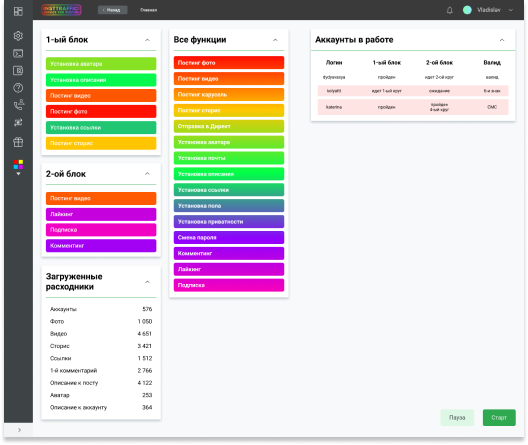 INSTTRAFFIC
< Назад
Главная
Vladislav
1-ый блок
Установка аватара
Установка описания
Постинг видео
Постинг фото
Установка ссылки
Постинг сторис
2-ой блок
Постинг видео
Лайкинг
Подписка
Комментинг
Загруженные
расходники
Аккаунты 576
Фото 1 050
Видео 4 651
Сторис 3 421
Ссылки 1 512
1-й комментарий 2 766
Описание к посту 4 122
Аватар 253
Описание к аккаунту 364
Все функции
Постинг фото
Постинг видео
Постинг карусель
Постинг сторис
Отправка в Директ
Установка аватара
Установка почты
Установка описания
Установка ссылки
Установка пола
Установка приватности
Смена пароля
Комментинг
Лайкинг
Подписка
Аккаунты в работе
Логин 1-ый блок 2-ой блок Валид
пройден идет 2-ой круг валид
kolyatit идет 1-ый круг ожидание
katerina пройден пройден 4-ый круг СМС
Пауза
Старт